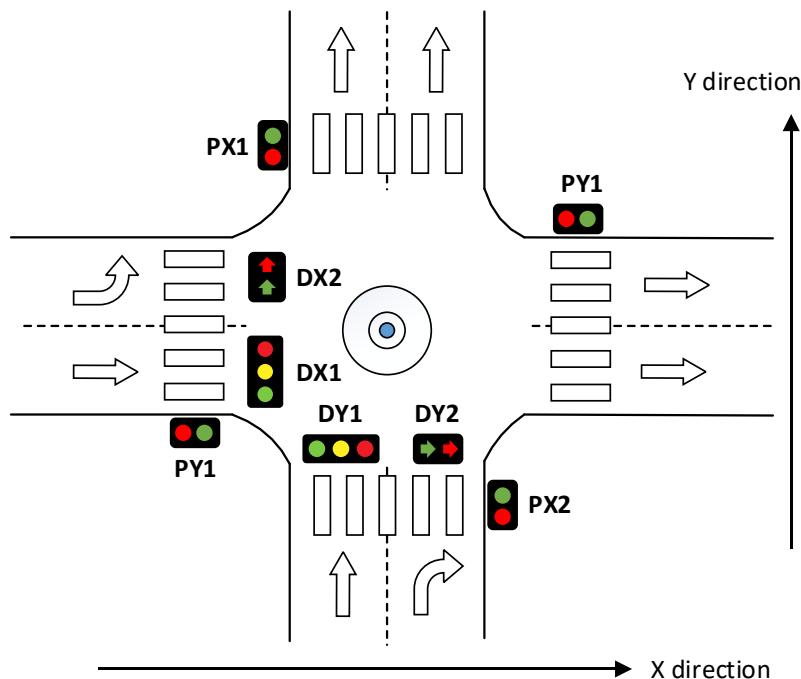 Y direction
PX1
PY1
DX2
DX1
DY1
DY2
PY1
PX2
X direction